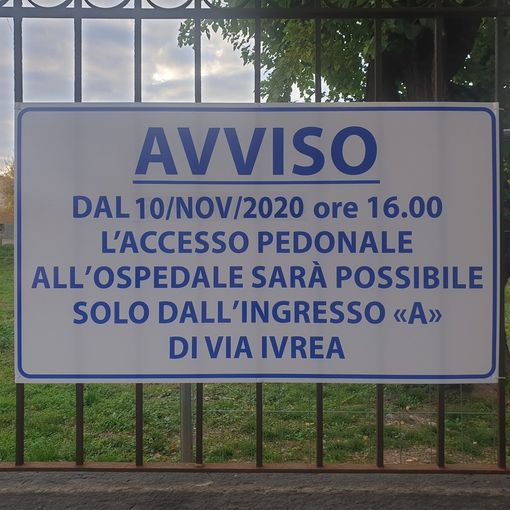 AVVISO
DAL 10/NOV/2020 ore 16.00
L'ACCESSO PEDONALE
ALL'OSPEDALE SARÀ POSSIBILE
SOLO DALL'INGRESSO «A»
DI VIA IVREA